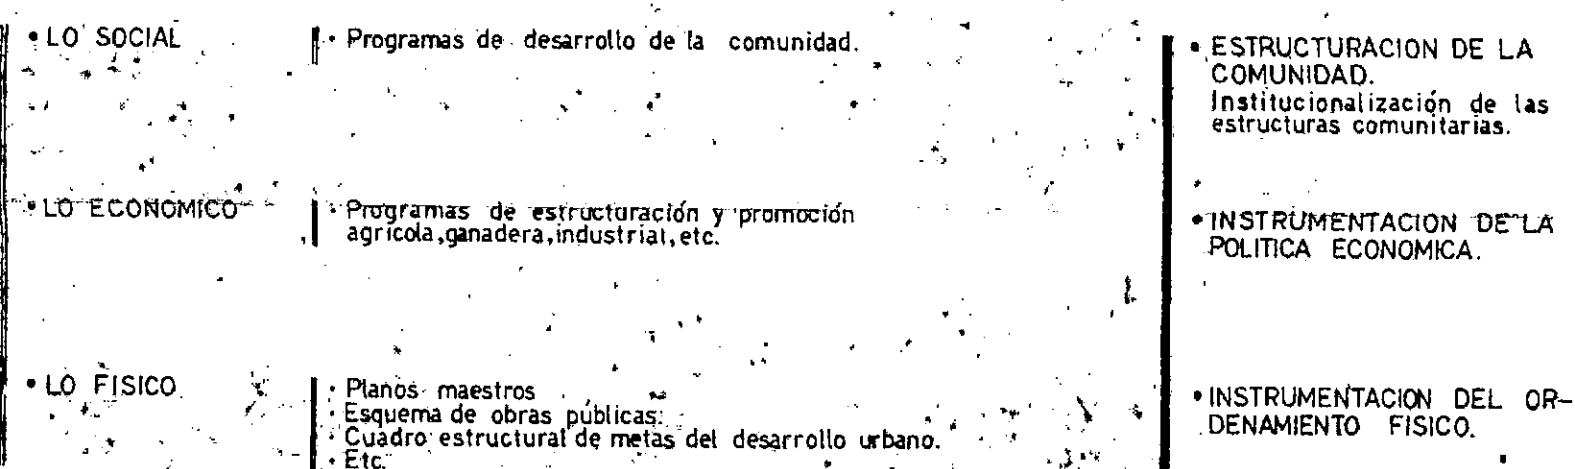 • LO SOCIAL
• Programas de desarrollo de la comunidad.
• ESTRUCTURACION DE LA
COMUNIDAD.
Institucionalización de las
estructuras comunitarias.
• LO ECONOMICO
• Programas de estructuración y promoción
agrícola, ganadera, industrial, etc.
• INSTRUMENTACION DE LA
POLITICA ECONOMICA.
• LO FISICO
• Planos maestros
• Esquema de obras públicas.
• Cuadro estructural de metas del desarrollo urbano.
• Etc.
• INSTRUMENTACION DEL OR-
DENAMIENTO FISICO.